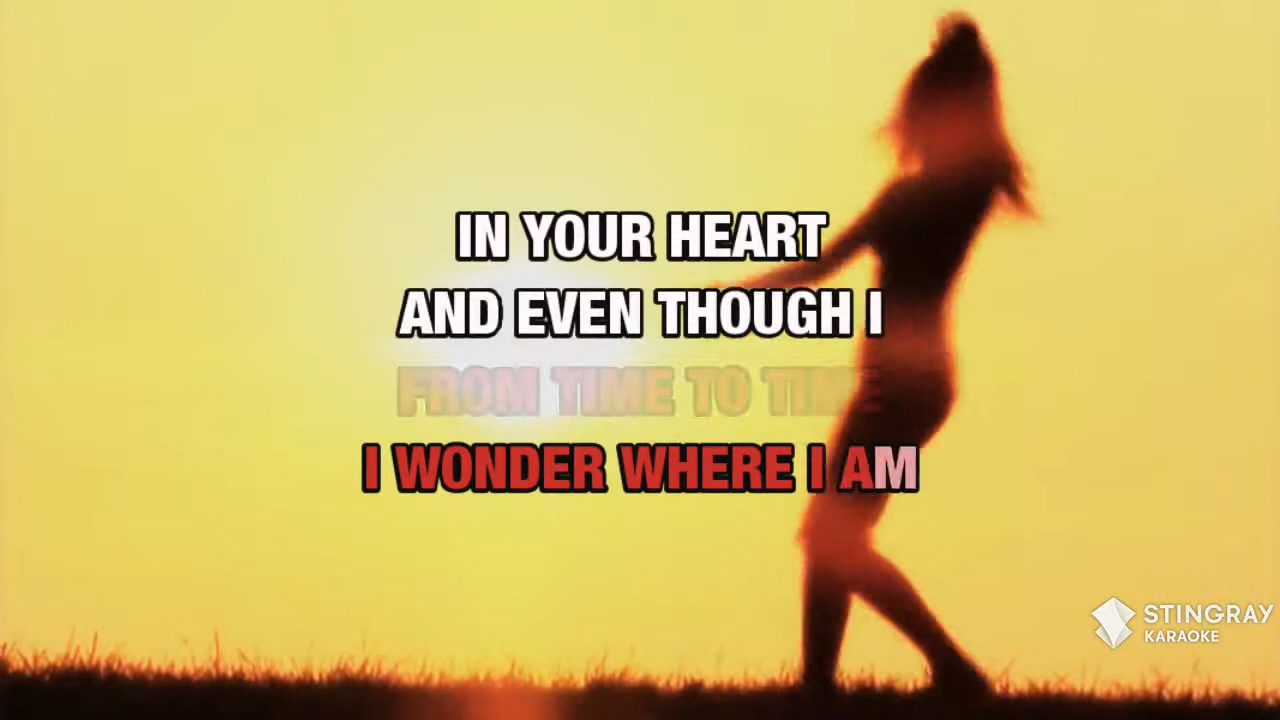 IN YOUR HEART
AND EVEN THOUGH I
FROM TIME TO TIME
I WONDER WHERE I AM
STINGRAY
KARAOKE